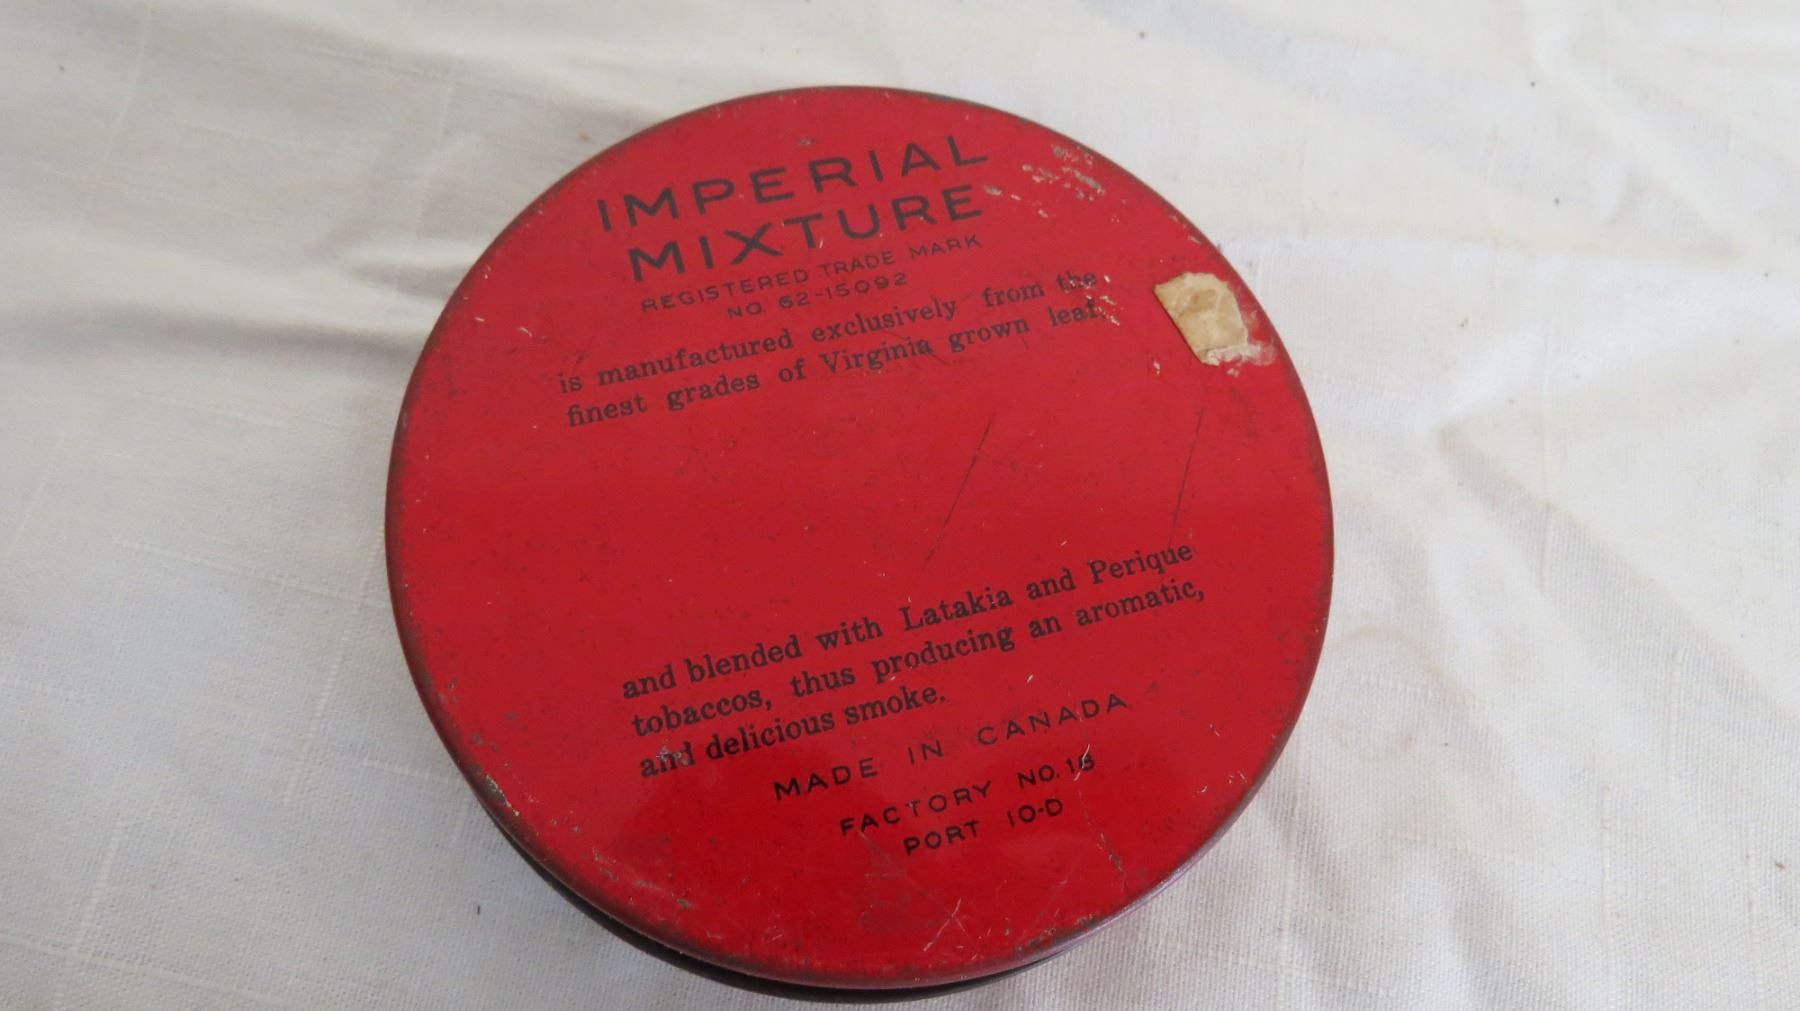 IMPERIAL
MIXTURE
REGISTERED TRADE MARK
NO. 62-15092
is manufactured exclusively from the
finest grades of Virginia grown leaf,
and blended with Latakia and Perique
tobaccos, thus producing an aromatic,
and delicious smoke.
MADE IN CANADA
FACTORY NO.
PORT 10-D